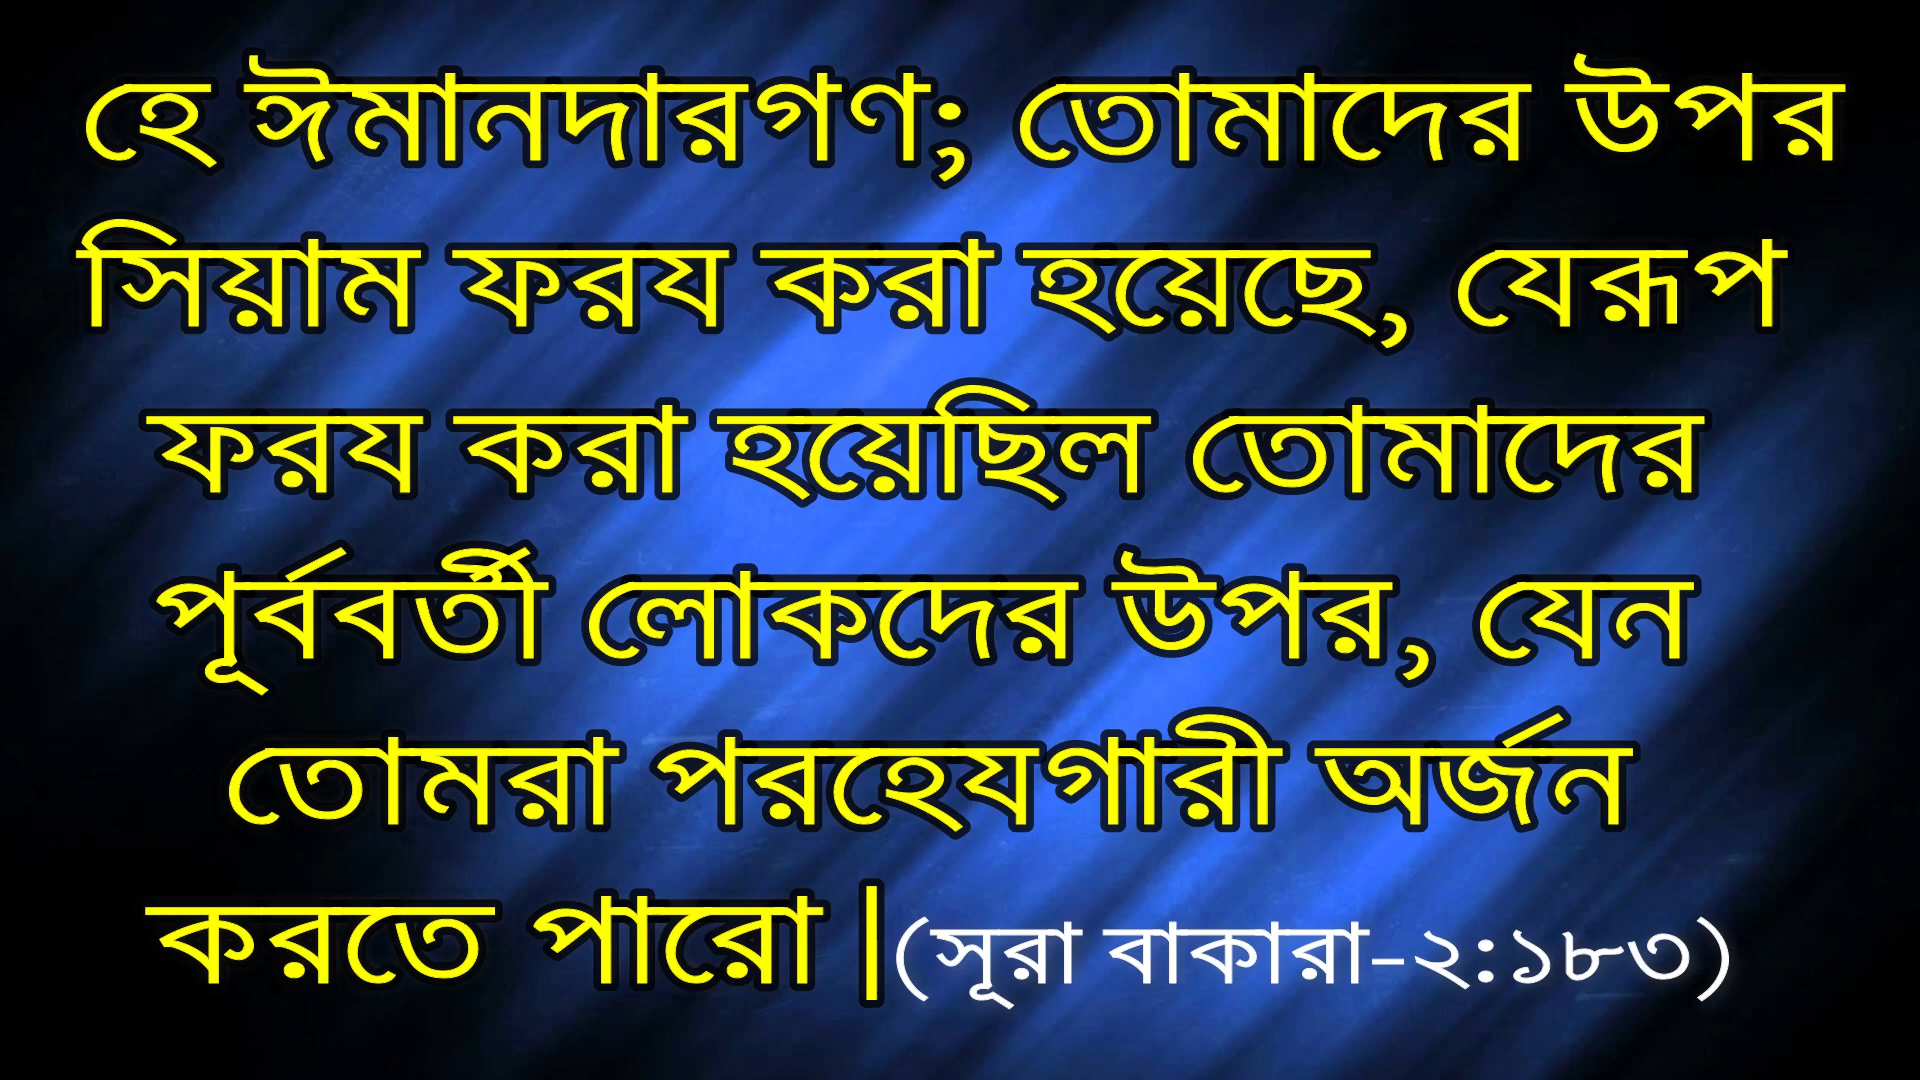 হে ঈমানদারগণ; তোমাদের উপর
সিয়াম ফরয করা হয়েছে, যেরূপ
ফরয করা হয়েছিল তোমাদের
পূর্ববর্তী লোকদের উপর, যেন
তোমরা পরহেযগারী অর্জন
করতে পারো |(সূরা বাকারা-২:১৮৩)